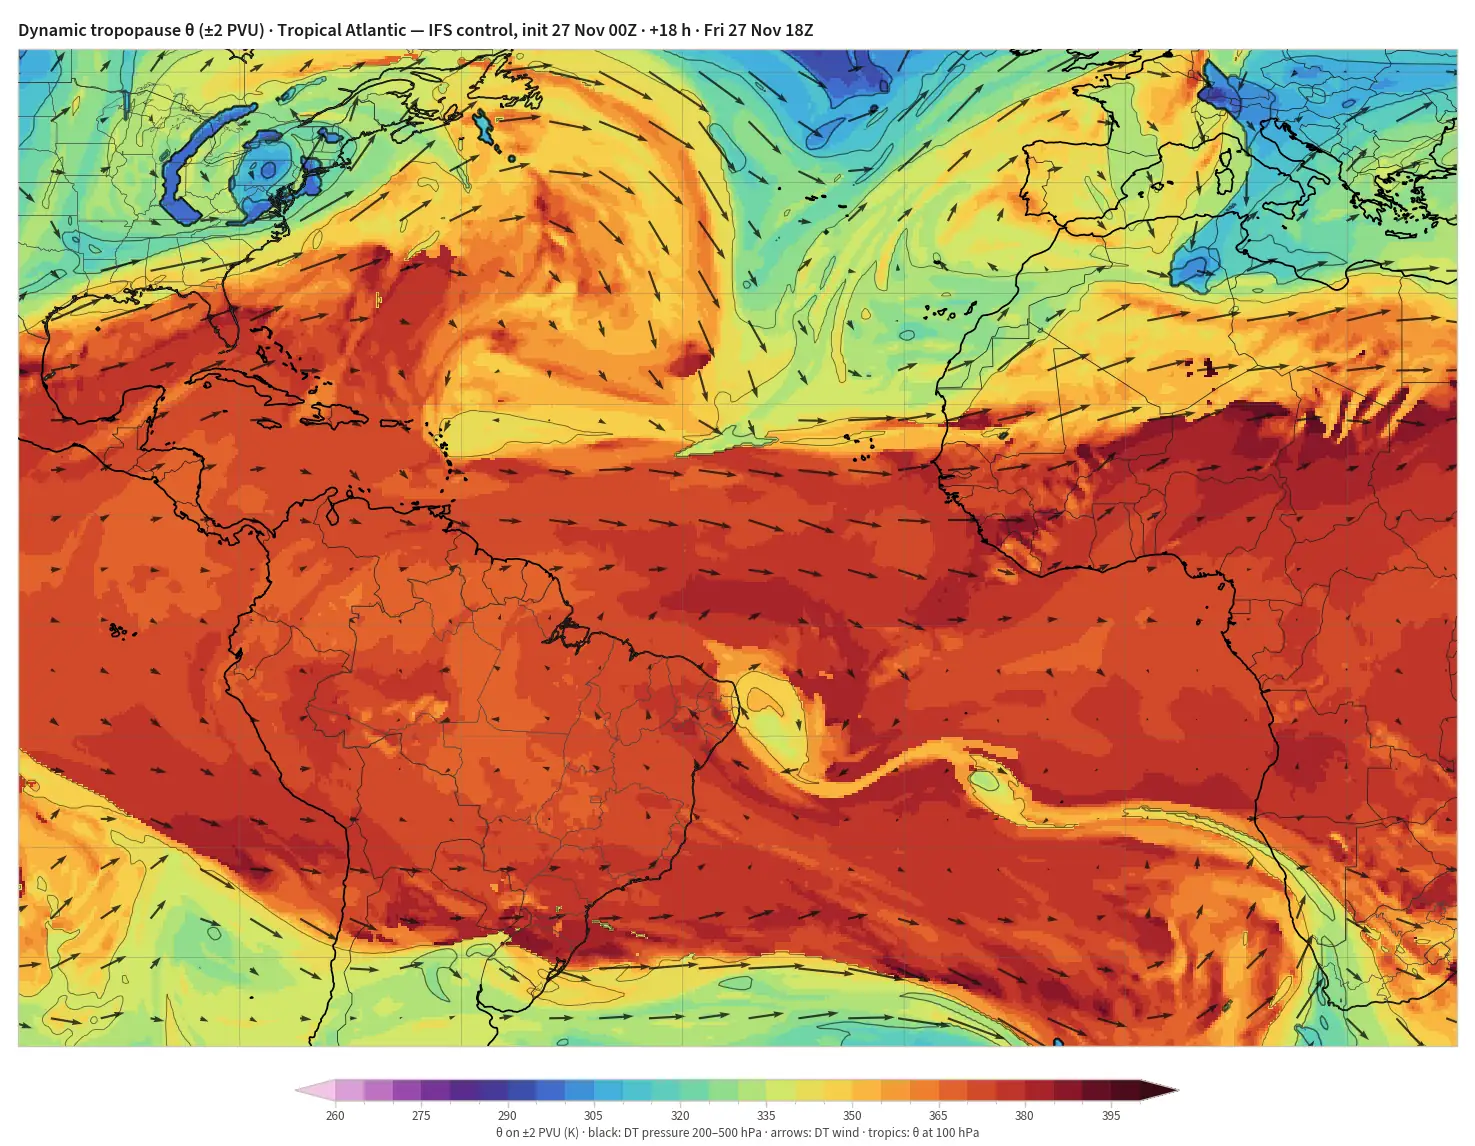 Dynamic tropopause θ (±2 PVU) · Tropical Atlantic — IFS control, init 27 Nov 00Z · +18 h · Fri 27 Nov 18Z
260 275 290 305 320 335 350 365 380 395
θ on ±2 PVU (K) · black: DT pressure 200–500 hPa · arrows: DT wind · tropics: θ at 100 hPa